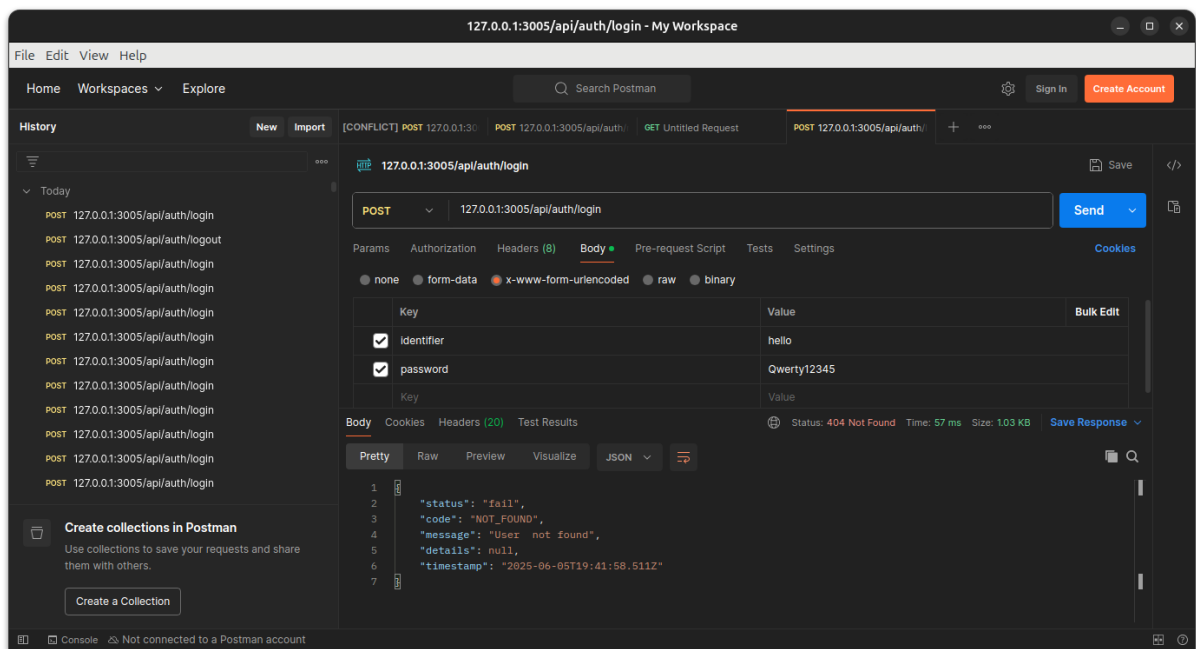 127.0.0.1:3005/api/auth/login - My Workspace
File Edit View Help
Home Workspaces Explore Search Postman Sign In Create Account
History New Import
[CONFLICT] POST 127.0.0.1:30 POST 127.0.0.1:3005/api/auth/ GET Untitled Request POST 127.0.0.1:3005/api/auth/
HTTP 127.0.0.1:3005/api/auth/login Save
Today
POST 127.0.0.1:3005/api/auth/login
POST 127.0.0.1:3005/api/auth/logout
POST 127.0.0.1:3005/api/auth/login
POST 127.0.0.1:3005/api/auth/login
POST 127.0.0.1:3005/api/auth/login
POST 127.0.0.1:3005/api/auth/login
POST 127.0.0.1:3005/api/auth/login
POST 127.0.0.1:3005/api/auth/login
POST 127.0.0.1:3005/api/auth/login
POST 127.0.0.1:3005/api/auth/login
POST 127.0.0.1:3005/api/auth/login
POST 127.0.0.1:3005/api/auth/login
Create collections in Postman
Use collections to save your requests and share
them with others.
Create a Collection
POST 127.0.0.1:3005/api/auth/login Send
Params Authorization Headers (8) Body Pre-request Script Tests Settings Cookies
none form-data x-www-form-urlencoded raw binary
Key Value Bulk Edit
identifier hello
password Qwerty12345
Key Value
Body Cookies Headers (20) Test Results Status: 404 Not Found Time: 57 ms Size: 1.03 KB Save Response
Pretty Raw Preview Visualize JSON
1 {
2 "status": "fail",
3 "code": "NOT_FOUND",
4 "message": "User  not found",
5 "details": null,
6 "timestamp": "2025-06-05T19:41:58.511Z"
7 }
Console Not connected to a Postman account